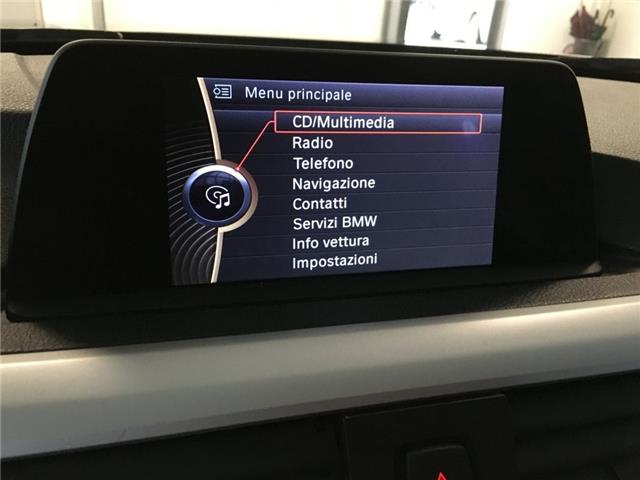 Menu principale
CD/Multimedia
Radio
Telefono
Navigazione
Contatti
Servizi BMW
Info vettura
Impostazioni